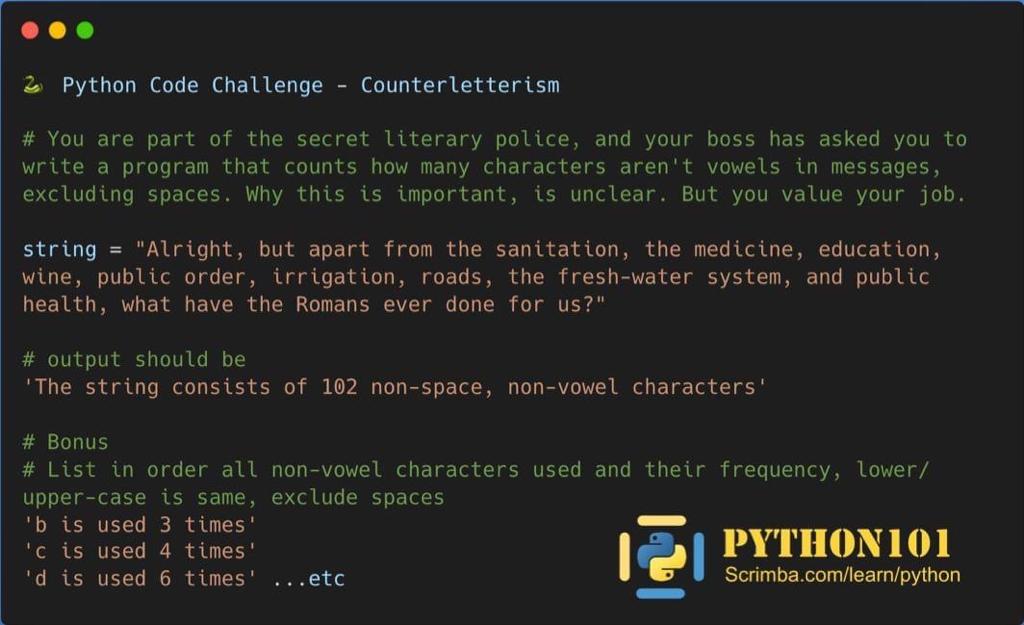 Python Code Challenge - Counterletterism
# You are part of the secret literary police, and your boss has asked you to
write a program that counts how many characters aren't vowels in messages,
excluding spaces. Why this is important, is unclear. But you value your job.
string = "Alright, but apart from the sanitation, the medicine, education,
wine, public order, irrigation, roads, the fresh-water system, and public
health, what have the Romans ever done for us?"
# output should be
'The string consists of 102 non-space, non-vowel characters'
# Bonus
# List in order all non-vowel characters used and their frequency, lower/
upper-case is same, exclude spaces
'b is used 3 times'
'c is used 4 times'
'd is used 6 times' ...etc
PYTHON101
Scrimba.com/learn/python